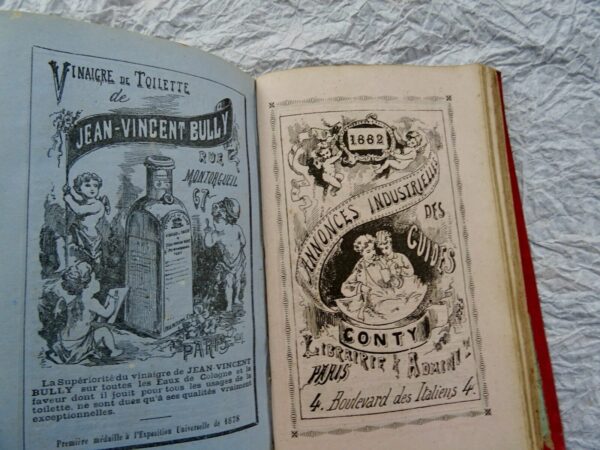 VINAIGRE DE TOILETTE
de
JEAN-VINCENT BULLY
RUE
MONTORGUEIL
67
PARIS
La Supériorité du vinaigre de JEAN-VINCENT
BULLY sur toutes les Eaux de Cologne et la
faveur dont il jouit pour tous les usages de la
toilette, ne sont dues qu'à ses qualités vraiment
exceptionnelles.
Première médaille à l'Exposition Universelle de 1878
1882
ANNONCES INDUSTRIELLES
DES
GUIDES
CONTY
LIBRAIRIE & ADMINI
PARIS
4. Boulevard des Italiens 4.